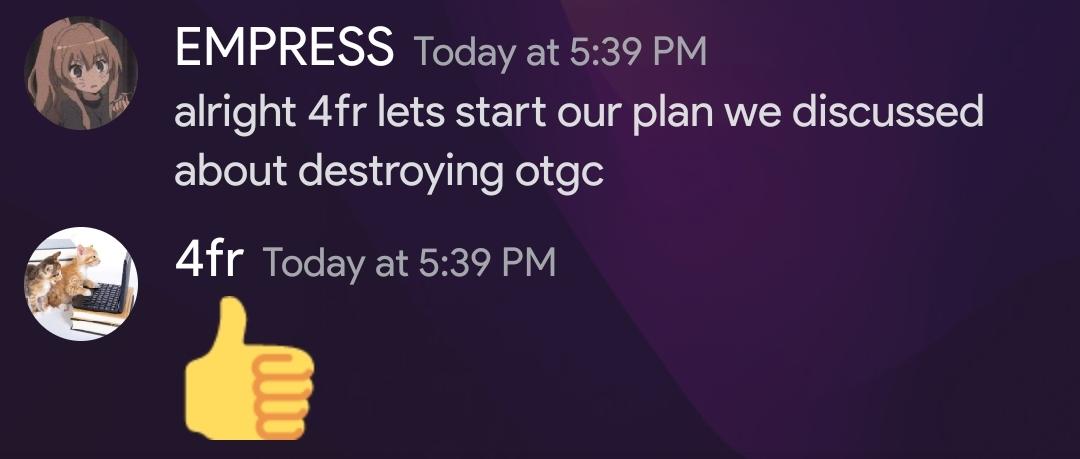 EMPRESS Today at 5:39 PM
alright 4fr lets start our plan we discussed
about destroying otgc
4fr Today at 5:39 PM
👍